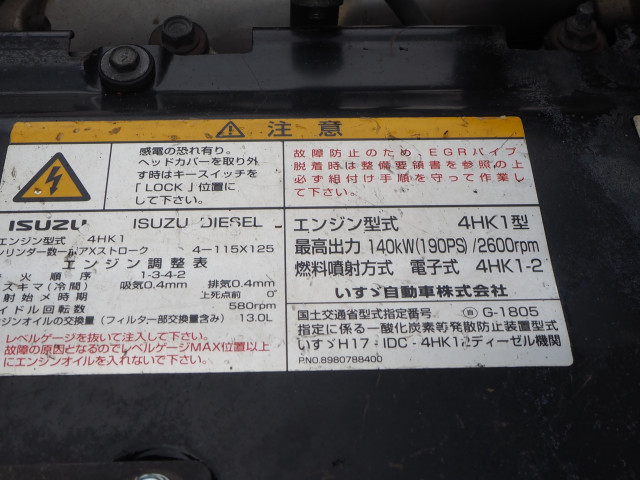 注意
感電の恐れ有り。
ヘッドカバーを取り外
す時はキースイッチを
「LOCK」位置に
して下さい。
故障防止のため、EGRパイプ
脱着時は整備要領書を参照の上
必ず組付け手順を守って作業し
て下さい。
ISUZU ISUZU DIESEL
エンジン型式 4HK1
シリンダー数-内径Xストローク 4-115X125
エンジン調整表
火順序 1-3-4-2
スキマ(冷間) 吸気0.4mm 排気0.4mm
射始メ時期 上死点前 0°
イドル回転数 580rpm
ンジンオイルの交換量(フィルター部交換量含み) 13.0L
レベルゲージを抜いて注入して下さい。
故障の原因となるのでレベルゲージMAX位置以上
にエンジンオイルを入れないで下さい。
エンジン型式 4HK1型
最高出力 140kW(190PS)/2600rpm
燃料噴射方式 電子式 4HK1-2
いすゞ自動車株式会社
国土交通省型式指定番号 G-1805
指定に係る一酸化炭素等発散防止装置型式
いすゞH17-IDC-4HK12ディーゼル機関
P.NO.8980788400